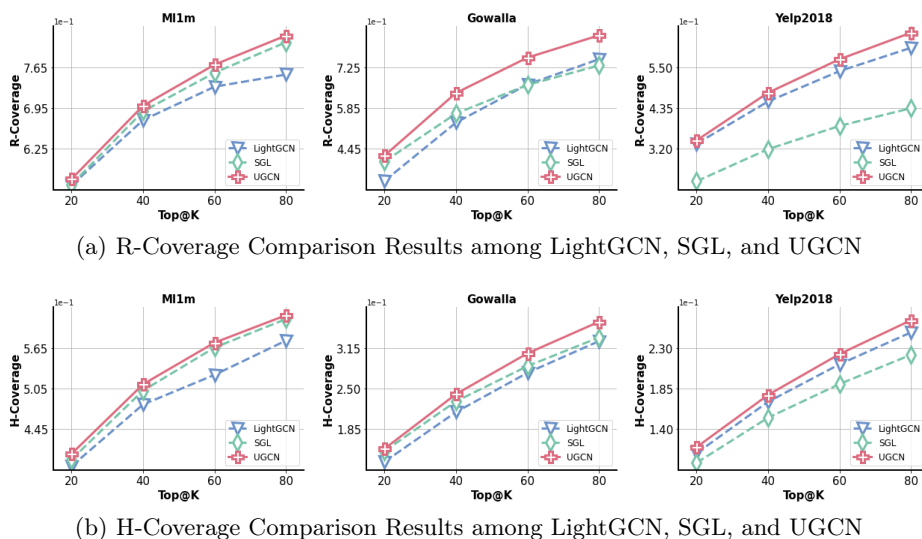 Ml1m
Gowalla
Yelp2018
1e−1
1e−1
1e−1
R-Coverage
R-Coverage
R-Coverage
7.65
6.95
6.25
7.25
5.85
4.45
5.50
4.35
3.20
LightGCN
SGL
UGCN
LightGCN
SGL
UGCN
LightGCN
SGL
UGCN
20 40 60 80
20 40 60 80
20 40 60 80
Top@K
Top@K
Top@K
(a) R-Coverage Comparison Results among LightGCN, SGL, and UGCN
Ml1m
Gowalla
Yelp2018
1e−1
1e−1
1e−1
H-Coverage
H-Coverage
H-Coverage
5.65
5.05
4.45
3.15
2.50
1.85
2.30
1.85
1.40
LightGCN
SGL
UGCN
LightGCN
SGL
UGCN
LightGCN
SGL
UGCN
20 40 60 80
20 40 60 80
20 40 60 80
Top@K
Top@K
Top@K
(b) H-Coverage Comparison Results among LightGCN, SGL, and UGCN